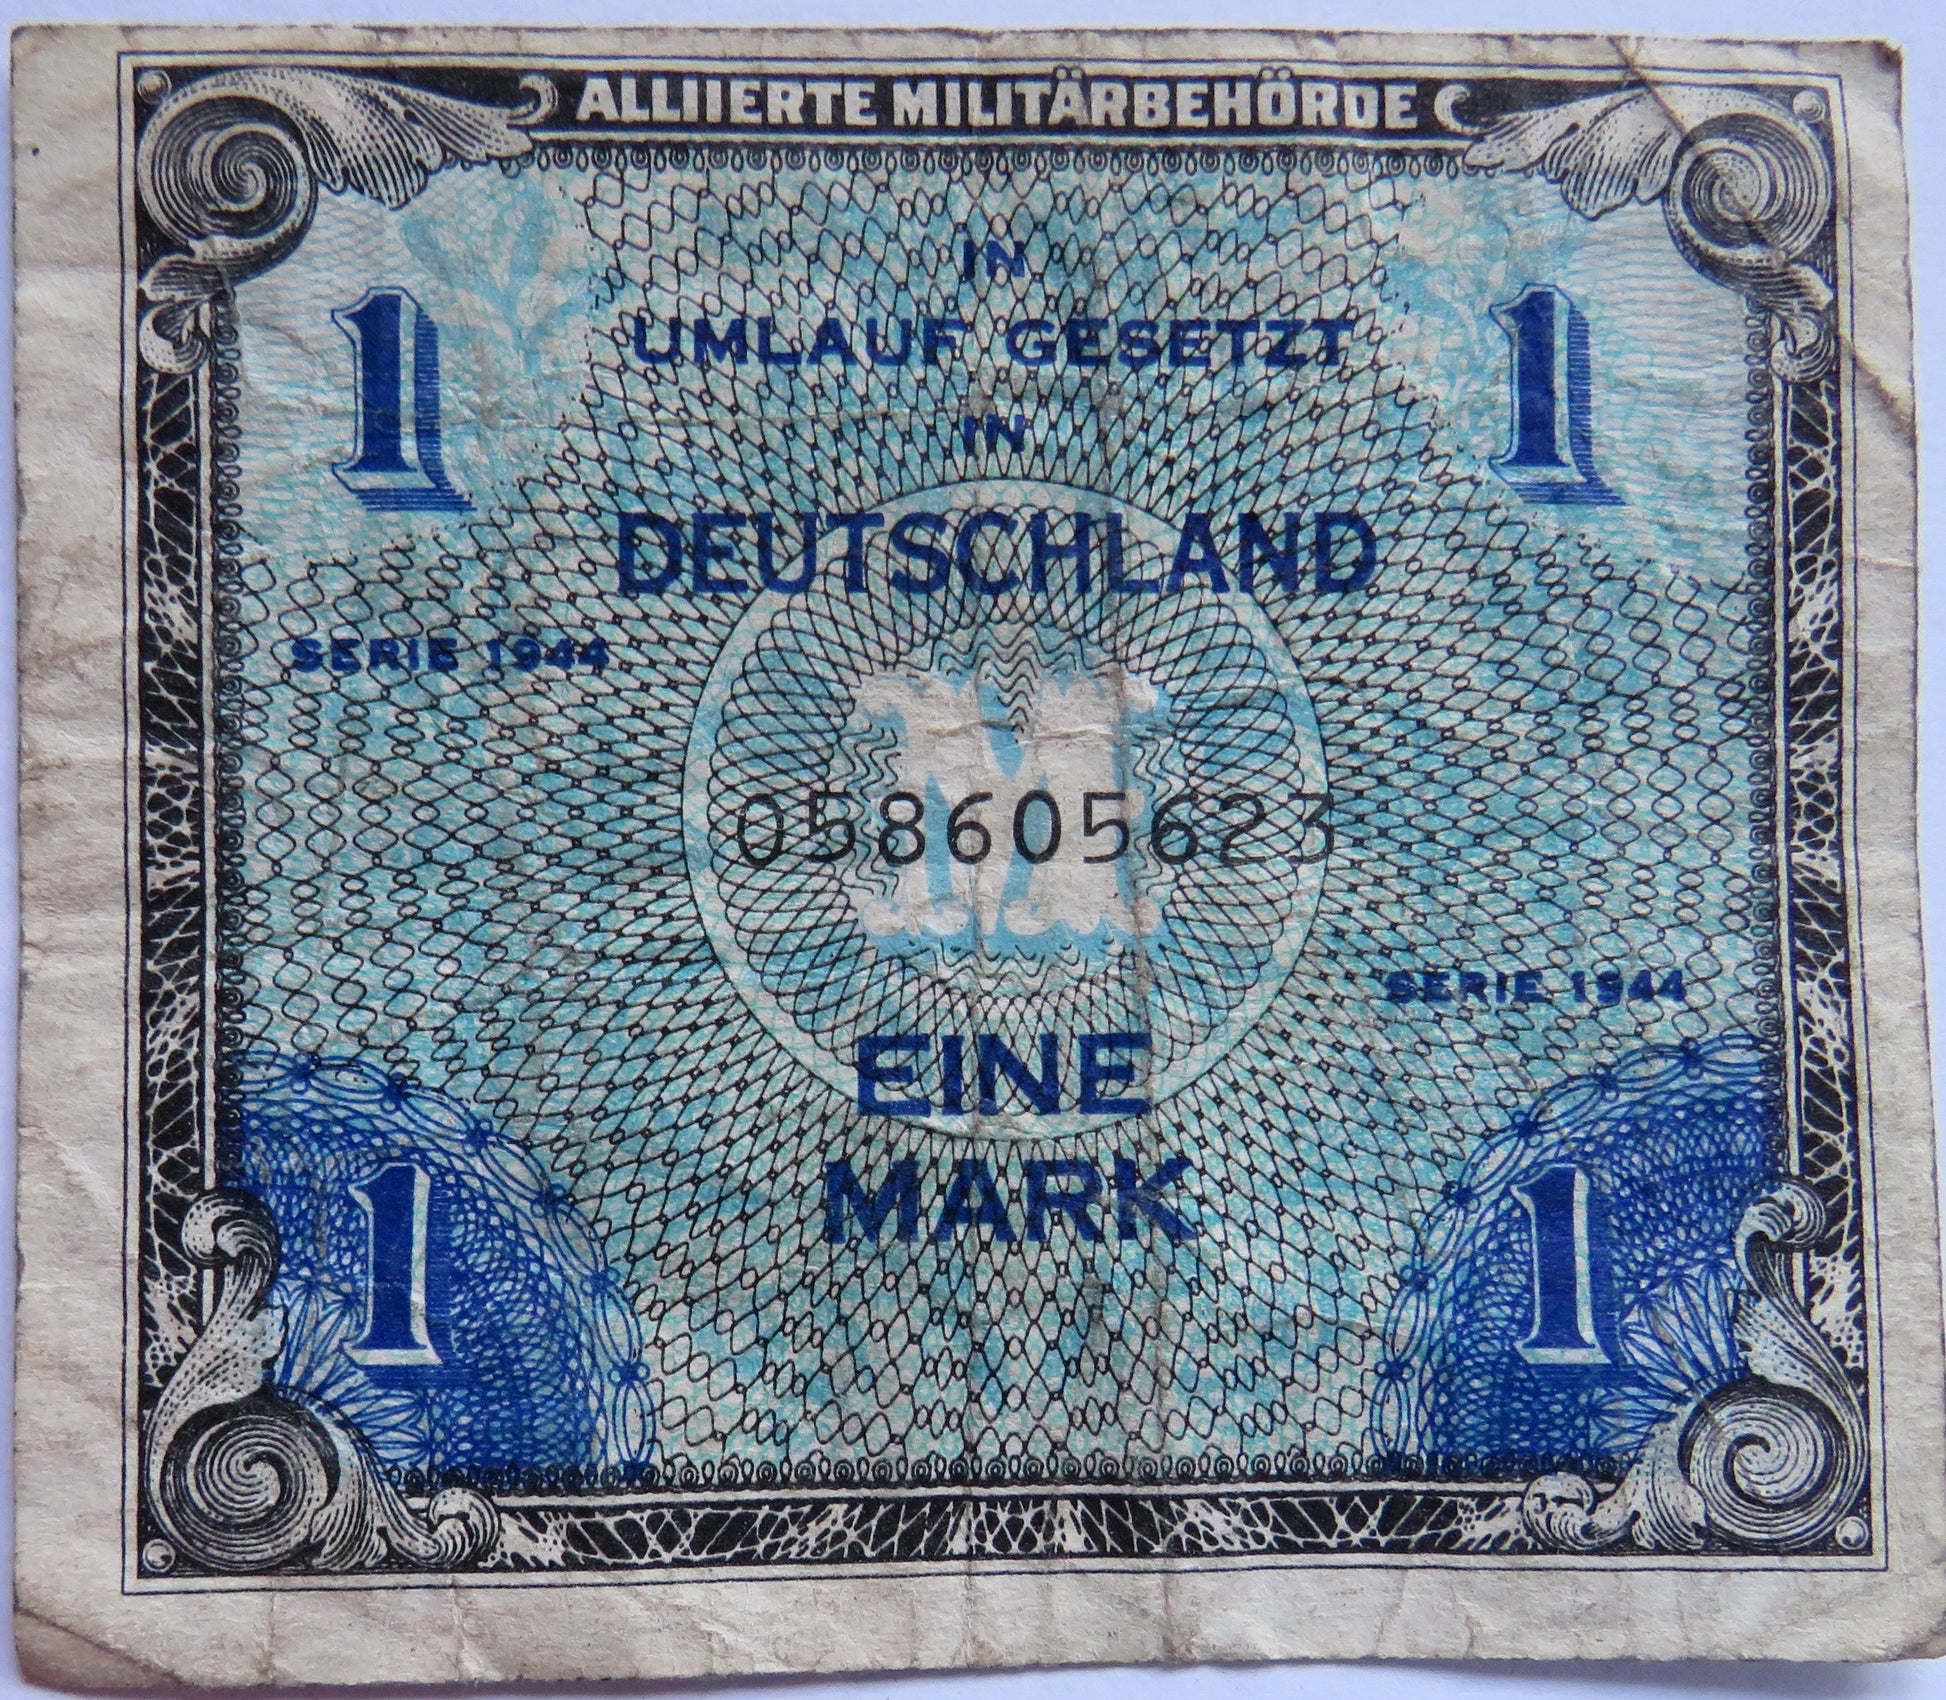 ALLIIERTE MILITÄRBEHÖRDE
1 1
IN
UMLAUF GESETZT
IN
DEUTSCHLAND
SERIE 1944
M
058605623
SERIE 1944
EINE
MARK
1 1